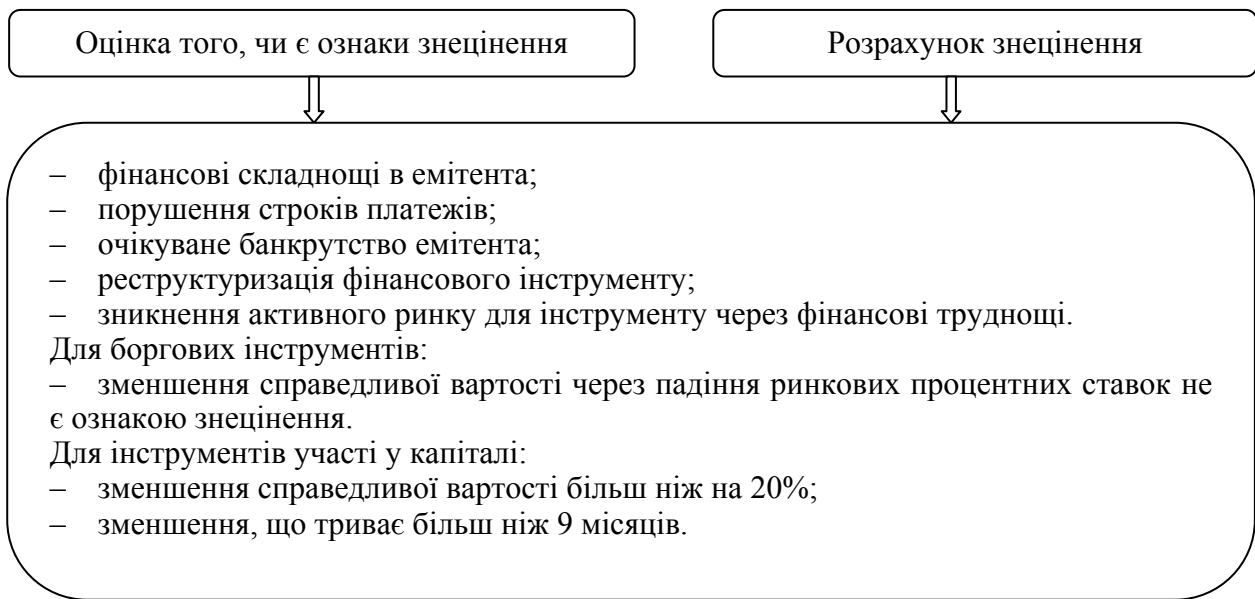 Оцінка того, чи є ознаки знецінення
Розрахунок знецінення
– фінансові складнощі в емітента;
– порушення строків платежів;
– очікуване банкрутство емітента;
– реструктуризація фінансового інструменту;
– зникнення активного ринку для інструменту через фінансові труднощі.
Для боргових інструментів:
– зменшення справедливої вартості через падіння ринкових процентних ставок не
є ознакою знецінення.
Для інструментів участі у капіталі:
– зменшення справедливої вартості більш ніж на 20%;
– зменшення, що триває більш ніж 9 місяців.